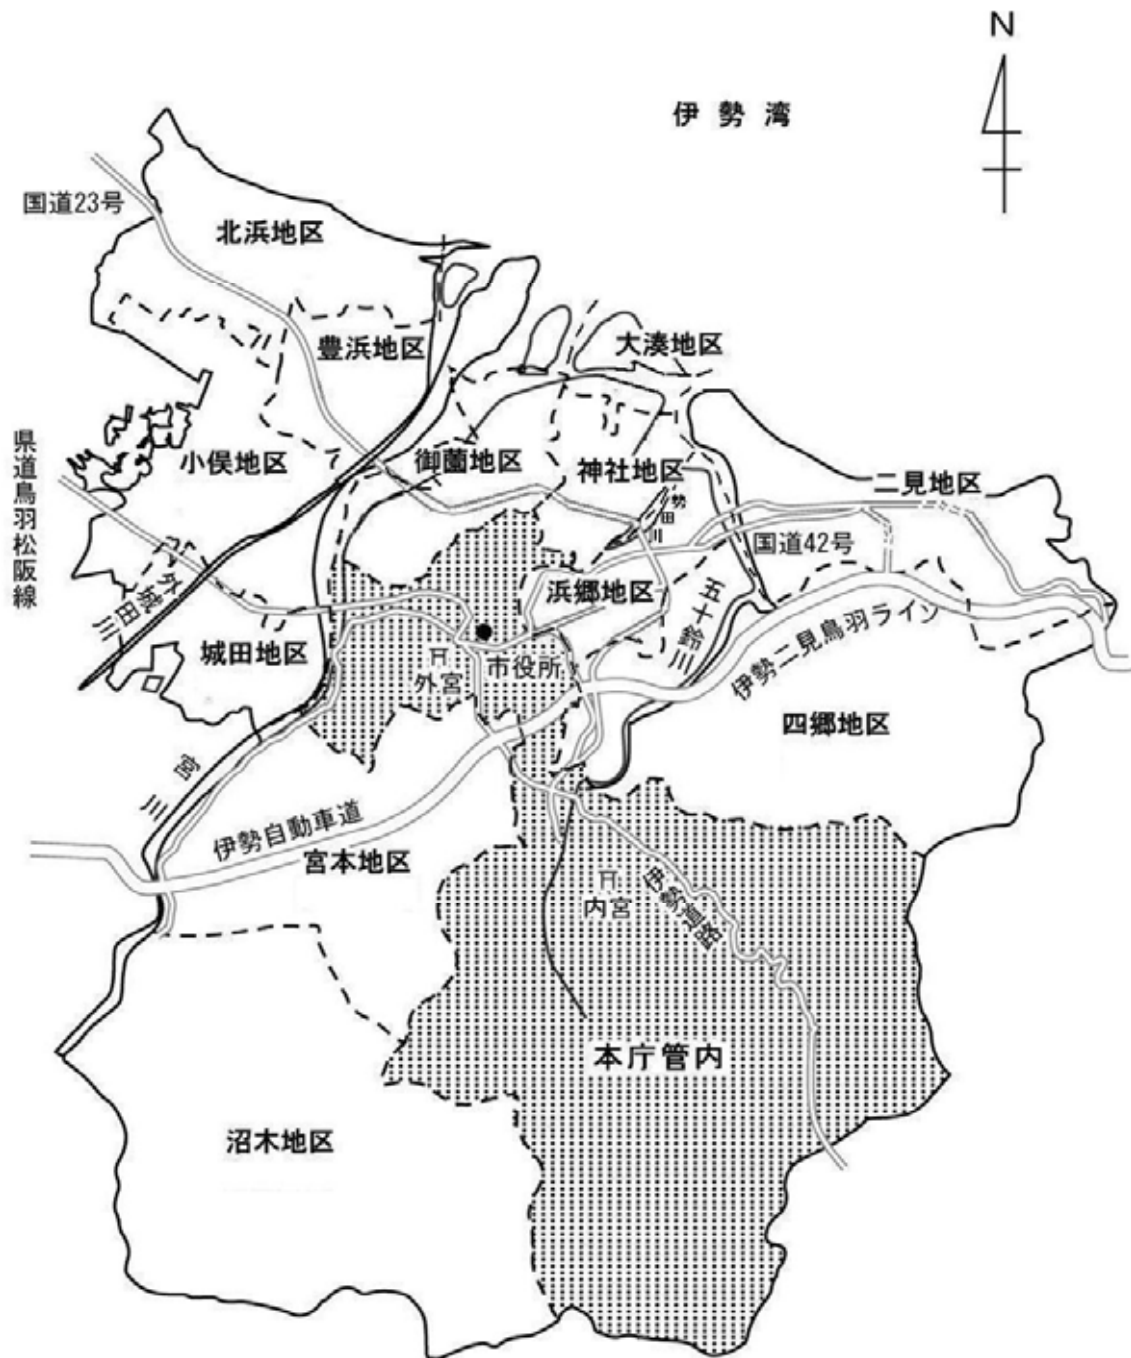 N
伊勢湾
国道23号
北浜地区
豊浜地区
大湊地区
県道鳥羽松阪線
小俣地区
御薗地区
神社地区
二見地区
勢田川
国道42号
外城田川
浜郷地区
五十鈴川
城田地区
市役所
外宮
伊勢二見鳥羽ライン
四郷地区
宮川
伊勢自動車道
宮本地区
内宮
伊勢道路
本庁管内
沼木地区